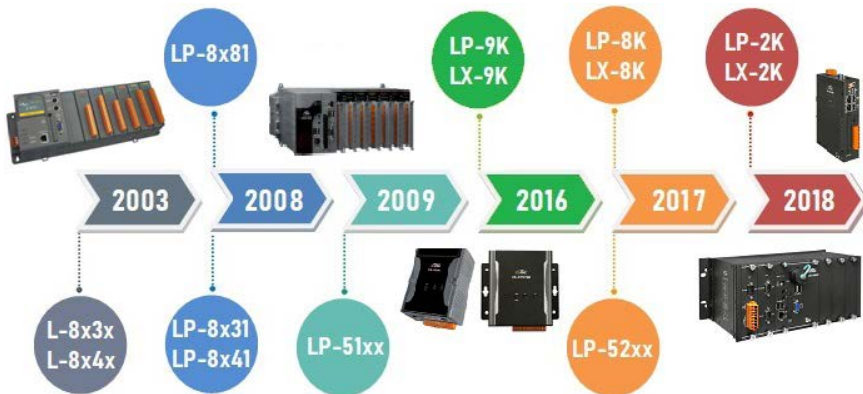 LP-8x81
LP-9K
LX-9K
LP-8K
LX-8K
LP-2K
LX-2K
2003
2008
2009
2016
2017
2018
L-8x3x
L-8x4x
LP-8x31
LP-8x41
LP-51xx
LP-52xx